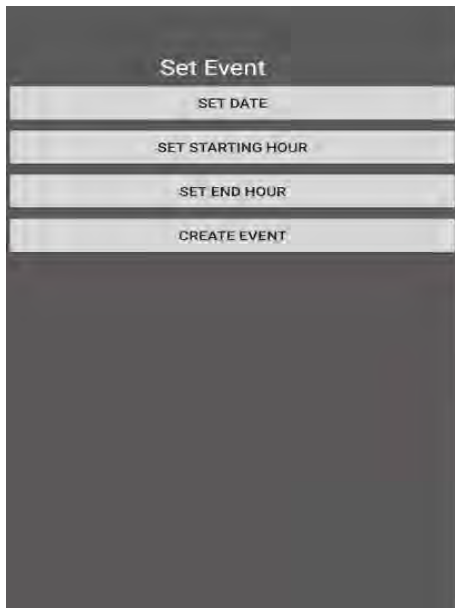 Set Event
SET DATE
SET STARTING HOUR
SET END HOUR
CREATE EVENT